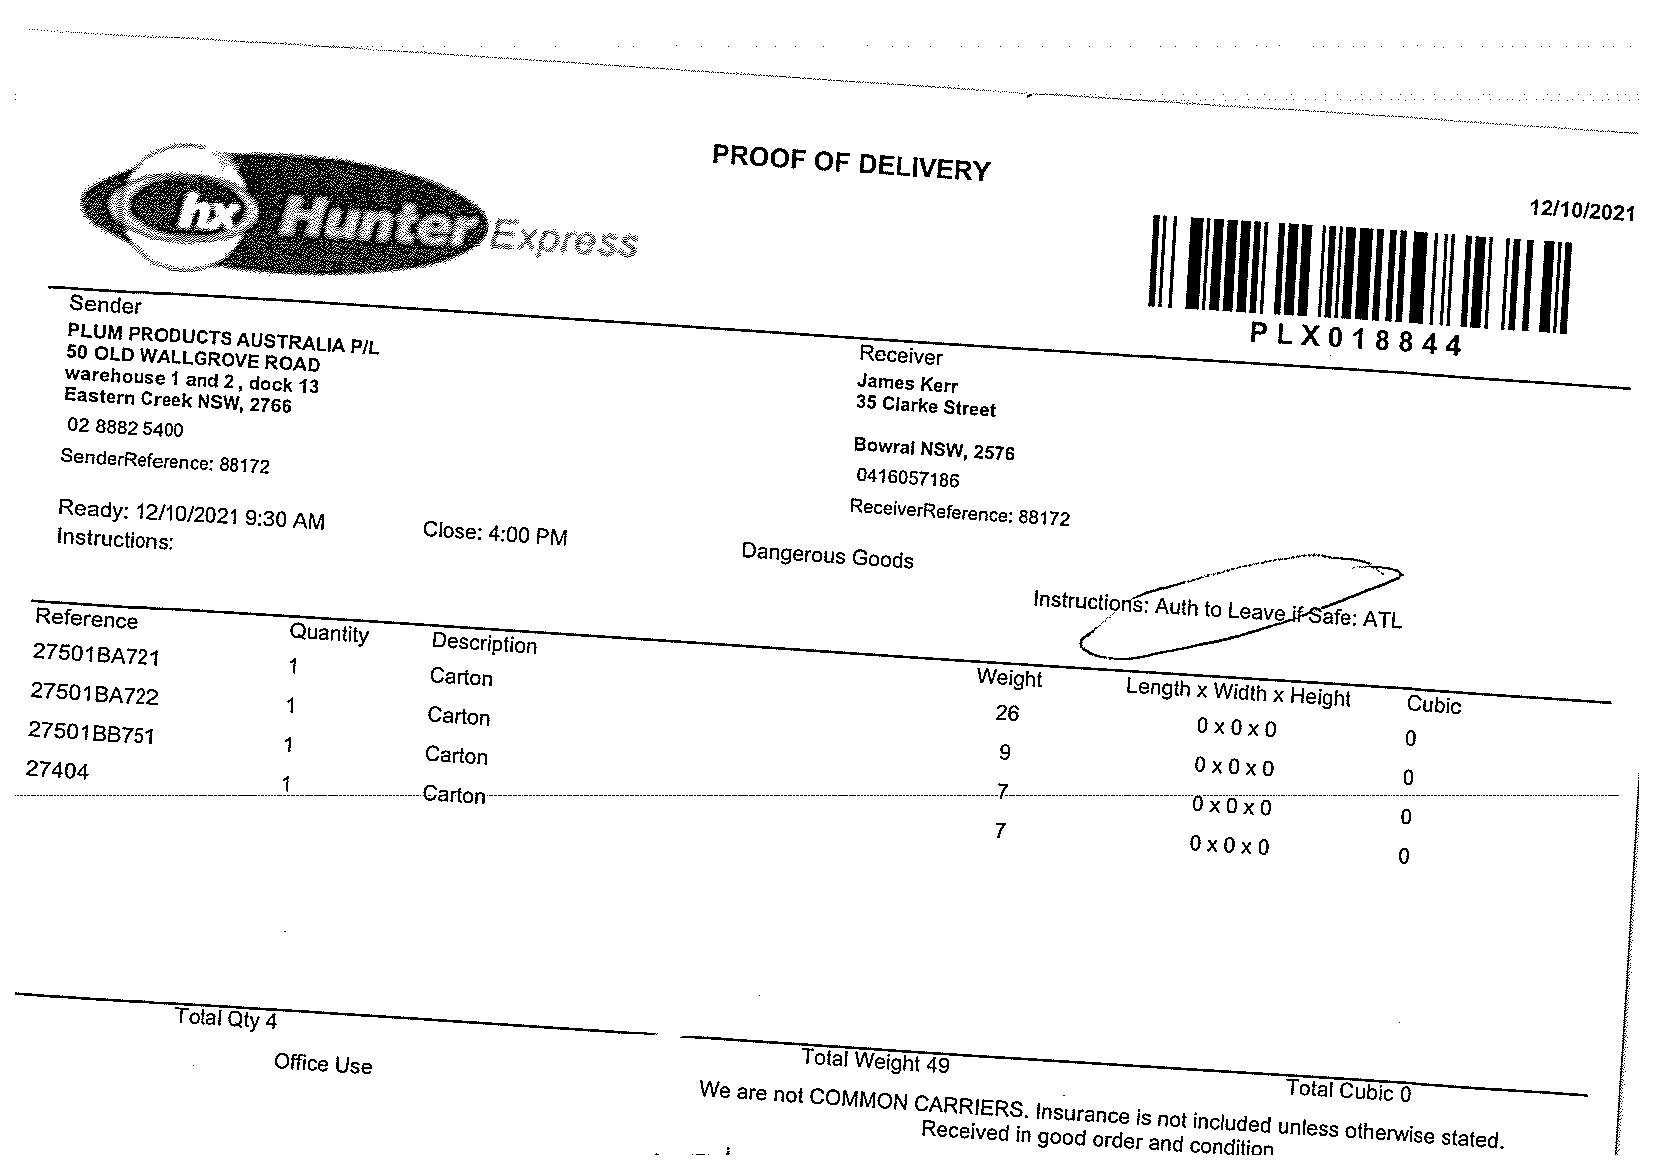 PROOF OF DELIVERY
12/10/2021
hx Hunter Express
PLX018844
Sender
PLUM PRODUCTS AUSTRALIA P/L
50 OLD WALLGROVE ROAD
warehouse 1 and 2 , dock 13
Eastern Creek NSW, 2766
02 8882 5400
SenderReference: 88172
Receiver
James Kerr
35 Clarke Street
Bowral NSW, 2576
0416057186
ReceiverReference: 88172
Ready: 12/10/2021 9:30 AM Close: 4:00 PM Dangerous Goods
Instructions:
Instructions: Auth to Leave if Safe: ATL
Reference Quantity Description Weight Length x Width x Height Cubic
27501BA721 1 Carton 26 0 x 0 x 0 0
27501BA722 1 Carton 9 0 x 0 x 0 0
27501BB751 1 Carton 7 0 x 0 x 0 0
27404 1 Carton 7 0 x 0 x 0 0
Total Qty 4 Total Weight 49 Total Cubic 0
Office Use
We are not COMMON CARRIERS. Insurance is not included unless otherwise stated.
Received in good order and condition